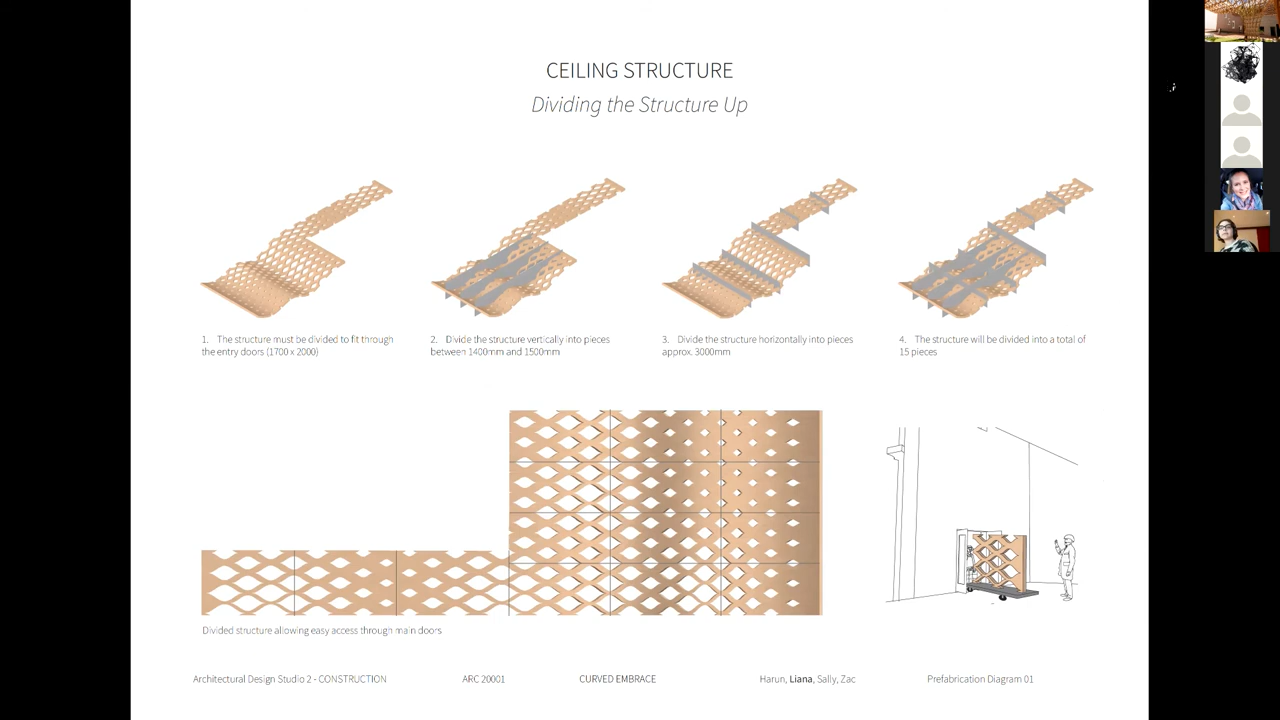 CEILING STRUCTURE
Dividing the Structure Up
1. The structure must be divided to fit through
the entry doors (1700 x 2000)
2. Divide the structure vertically into pieces
between 1400mm and 1500mm
3. Divide the structure horizontally into pieces
approx. 3000mm
4. The structure will be divided into a total of
15 pieces
Divided structure allowing easy access through main doors
Architectural Design Studio 2 - CONSTRUCTION
ARC 20001
CURVED EMBRACE
Harun, Liana, Sally, Zac
Prefabrication Diagram 01